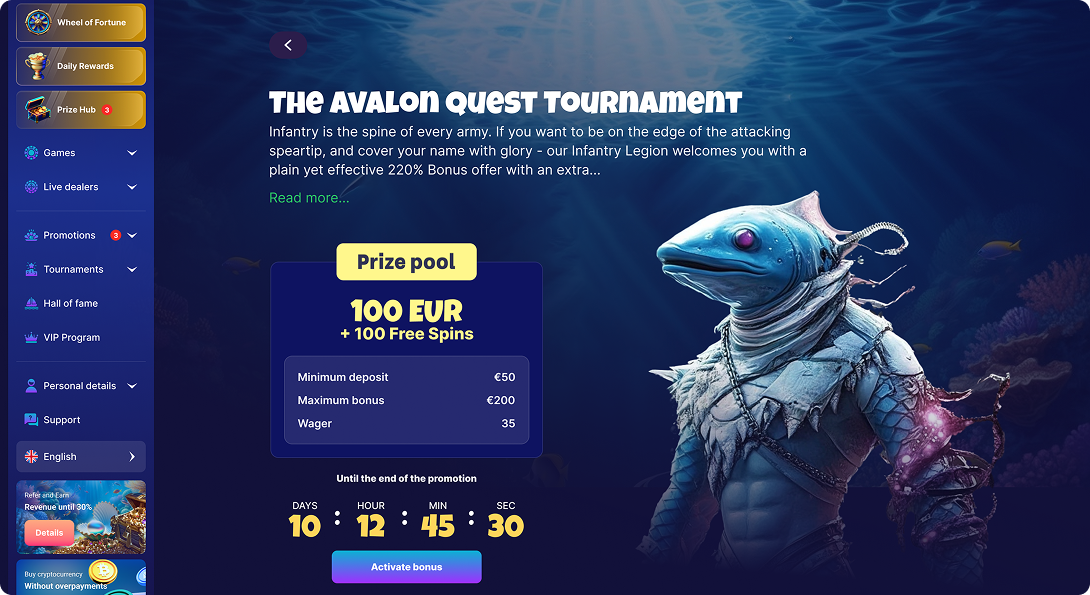 Wheel of Fortune
Daily Rewards
Prize Hub 3
Games
Live dealers
Promotions 3
Tournaments
Hall of fame
VIP Program
Personal details
Support
English
Refer and Earn
Revenue until 30%
Details
Buy cryptocurrency
Without overpayments
The Avalon Quest Tournament
Infantry is the spine of every army. If you want to be on the edge of the attacking
speartip, and cover your name with glory - our Infantry Legion welcomes you with a
plain yet effective 220% Bonus offer with an extra...
Read more...
Prize pool
100 EUR
+ 100 Free Spins
Minimum deposit €50
Maximum bonus €200
Wager 35
Until the end of the promotion
DAYS HOUR MIN SEC
10 : 12 : 45 : 30
Activate bonus